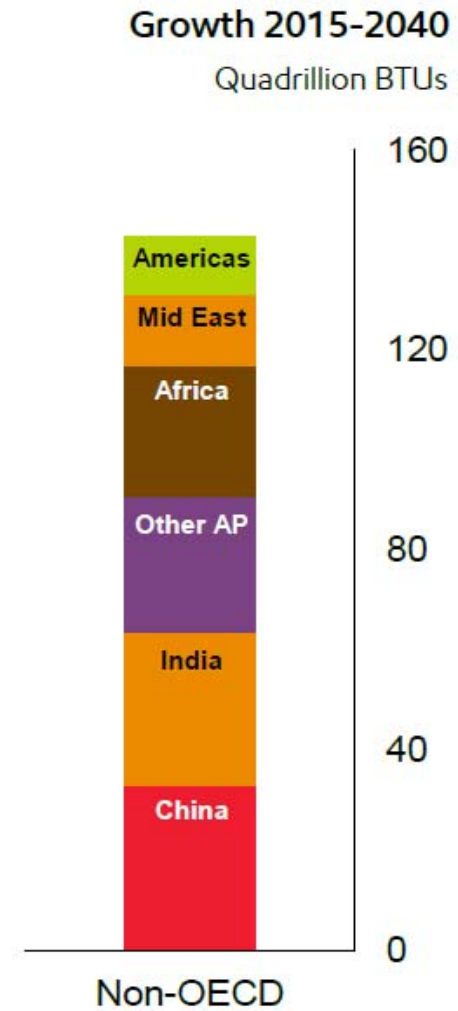 Growth 2015-2040
Quadrillion BTUs
160
Americas
Mid East
120
Africa
Other AP
80
India
40
China
0
Non-OECD